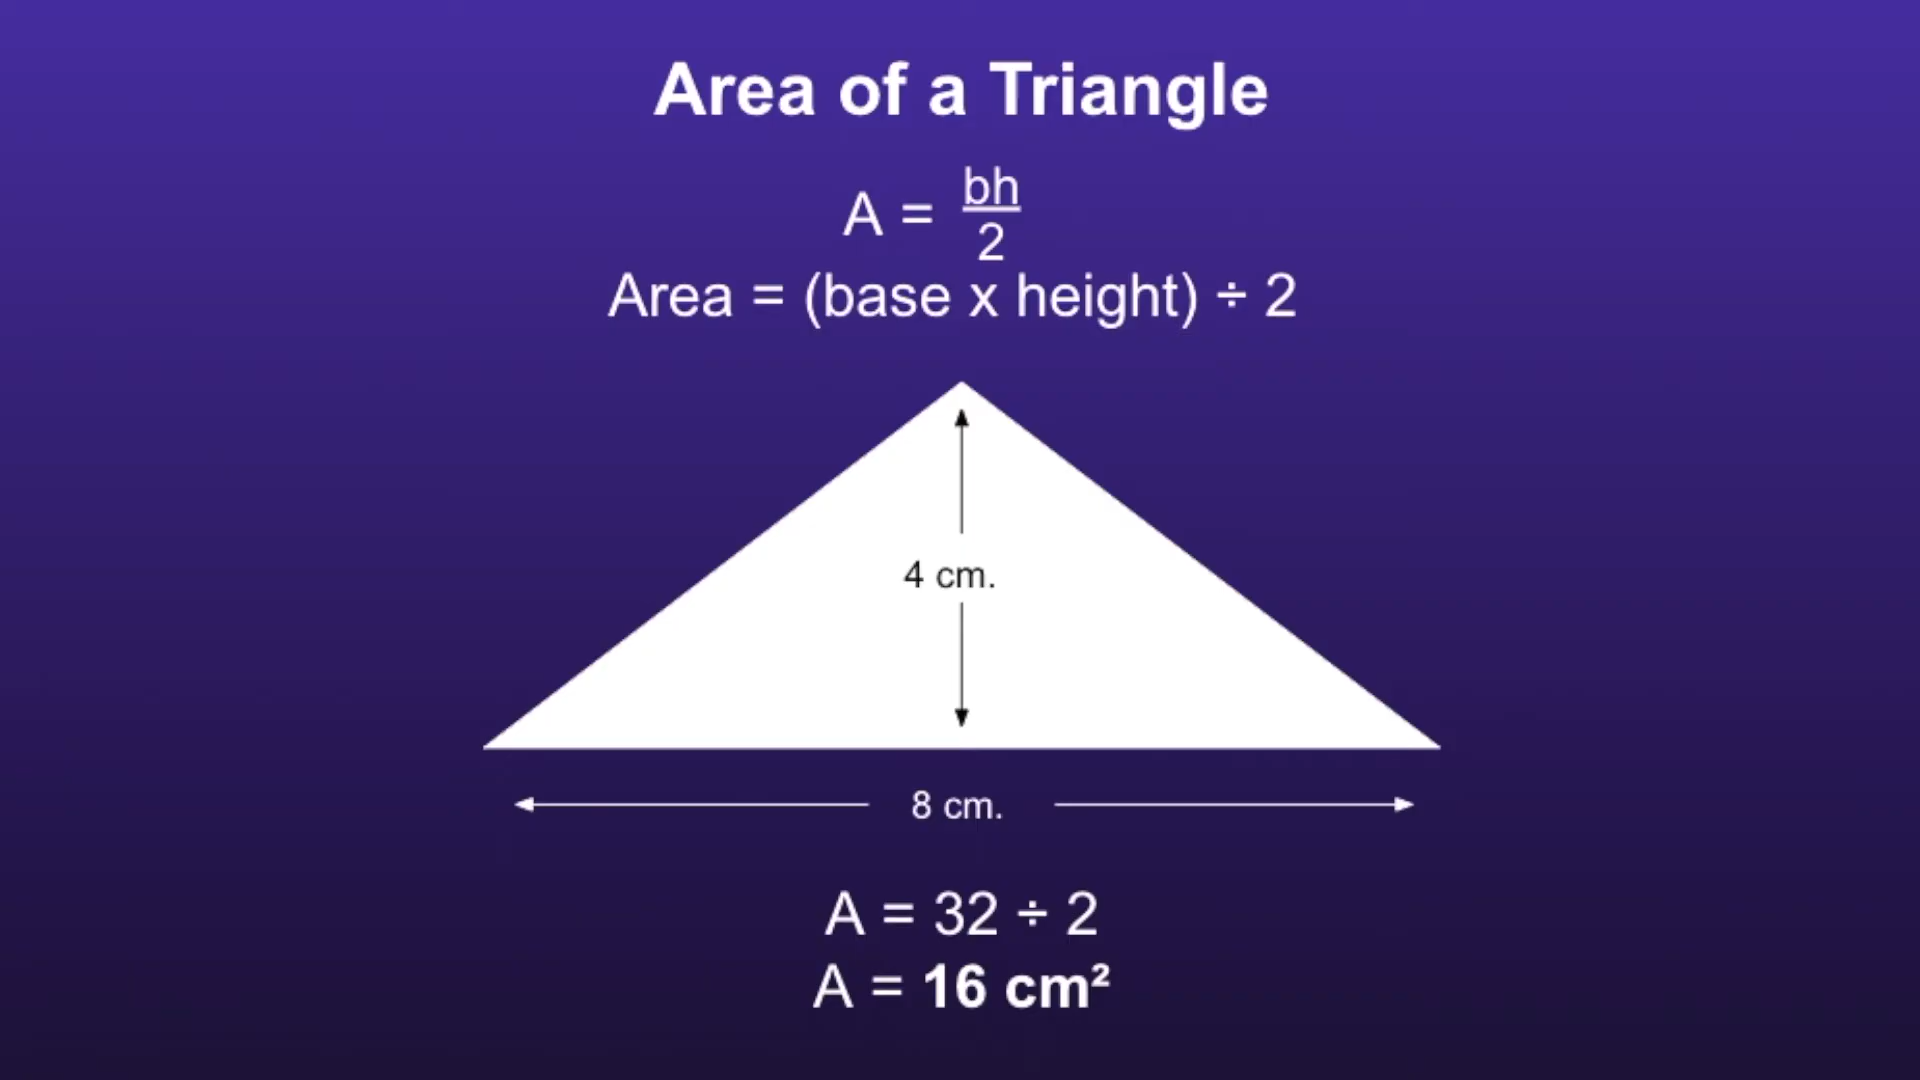 Area of a Triangle
A = bh/2
Area = (base x height) ÷ 2
4 cm.
8 cm.
A = 32 ÷ 2
A = 16 cm²